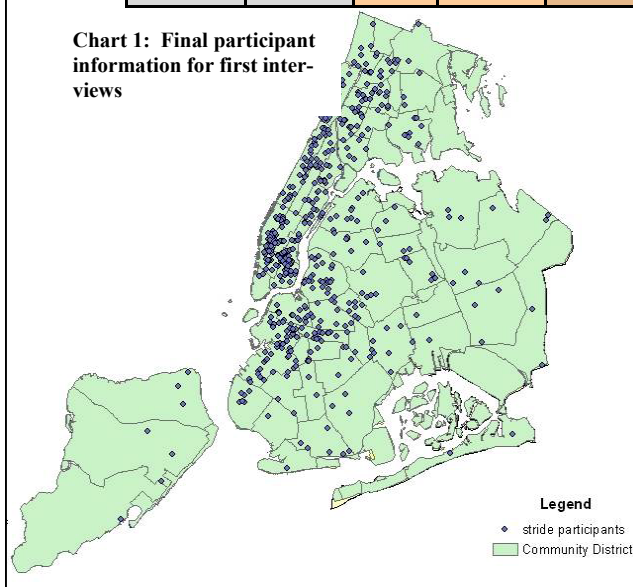 Chart 1:  Final participant
information for first inter-
views
Legend
stride participants
Community District